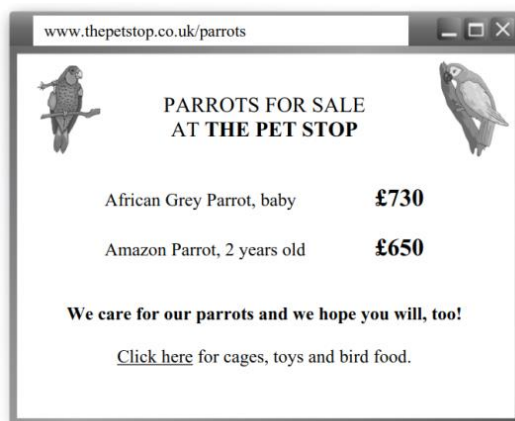 www.thepetstop.co.uk/parrots
PARROTS FOR SALE
AT THE PET STOP
African Grey Parrot, baby £730
Amazon Parrot, 2 years old £650
We care for our parrots and we hope you will, too!
Click here for cages, toys and bird food.